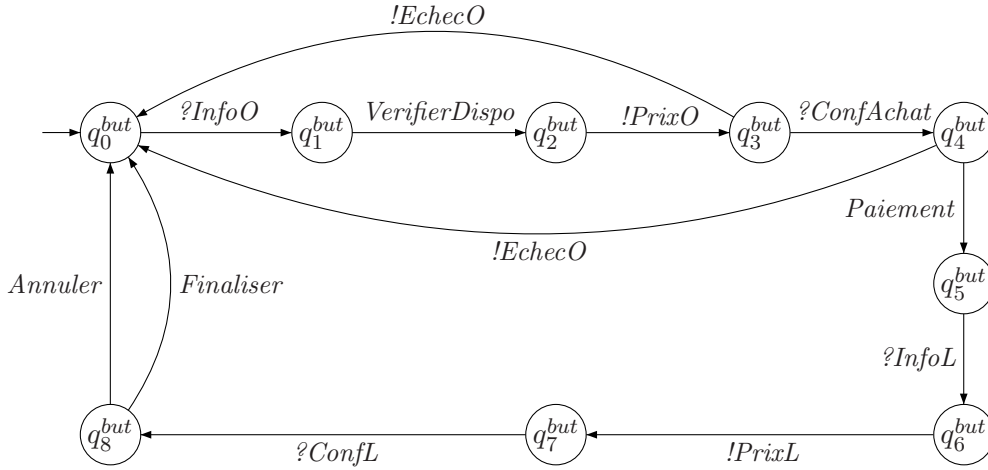 !EchecO
?InfoO VerifierDispo !PrixO ?ConfAchat
q_0^{but} q_1^{but} q_2^{but} q_3^{but} q_4^{but}
Paiement
!EchecO
Annuler Finaliser q_5^{but}
?InfoL
q_8^{but} ?ConfL q_7^{but} !PrixL q_6^{but}